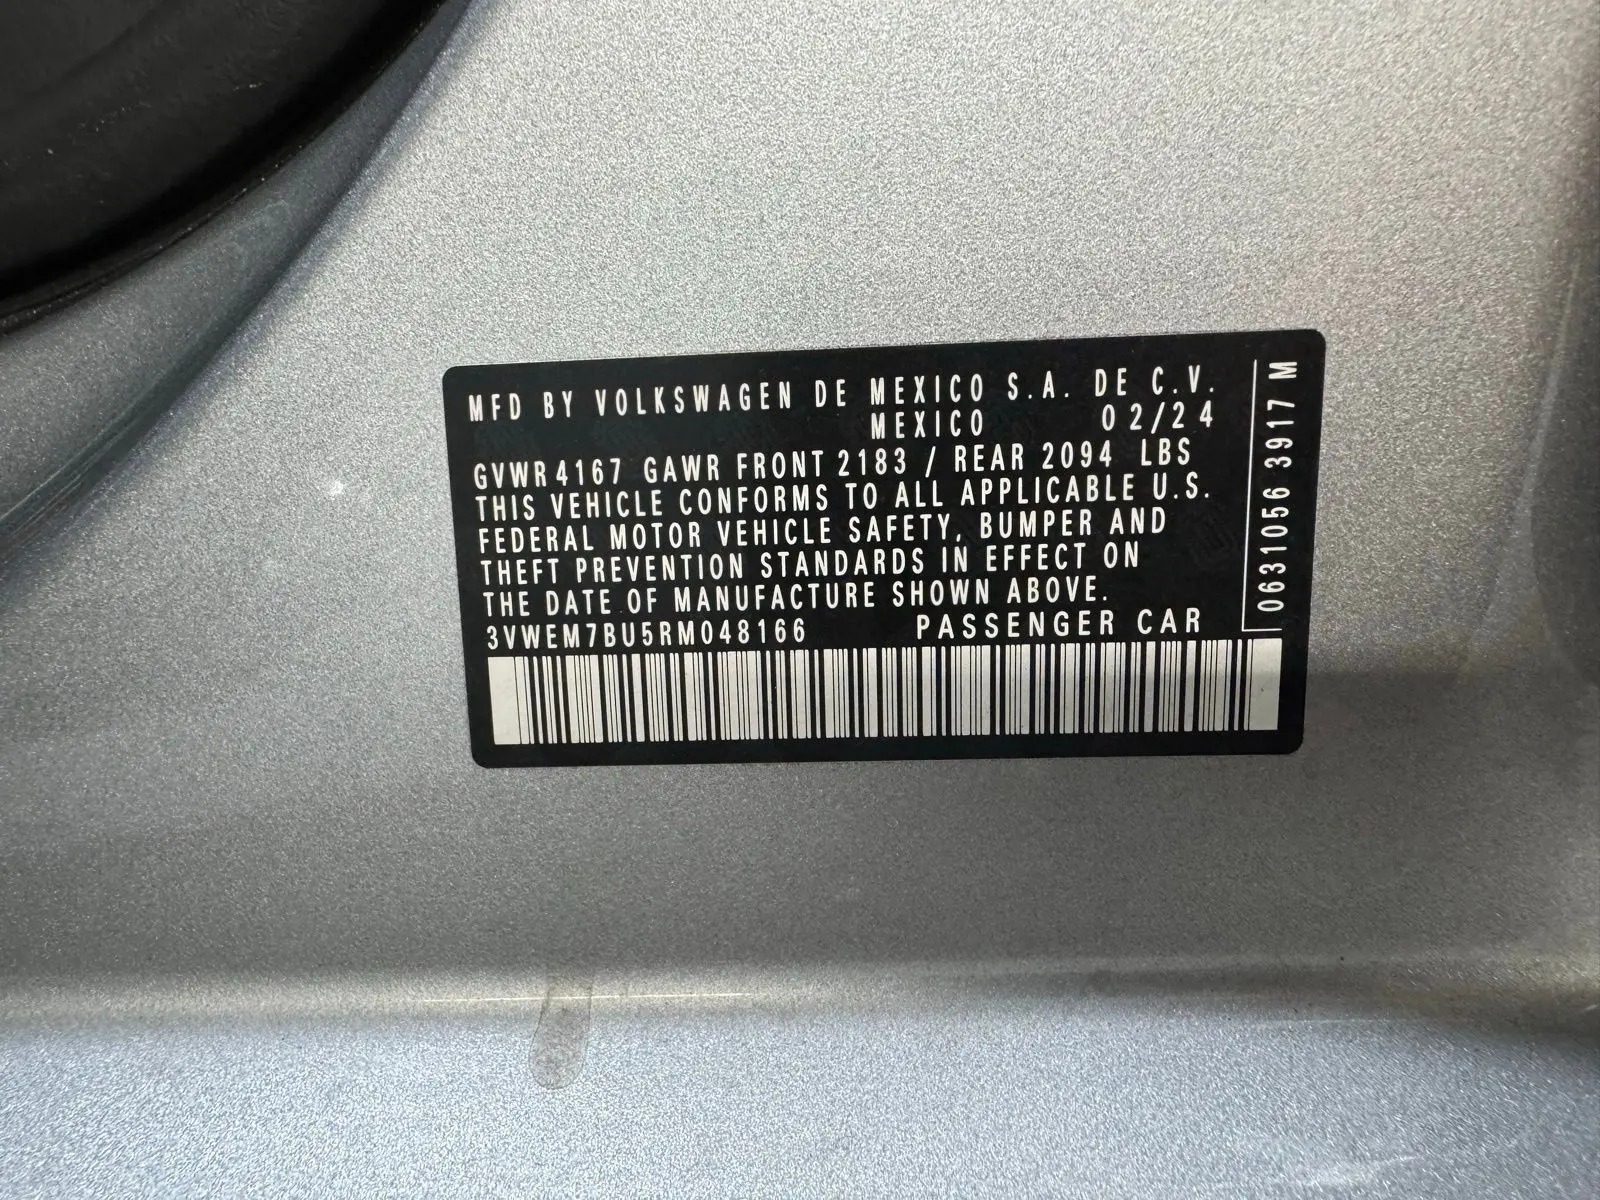 MFD BY VOLKSWAGEN DE MEXICO S.A. DE C.V.
MEXICO 02/24
GVWR 4167 GAWR FRONT 2183 / REAR 2094 LBS
THIS VEHICLE CONFORMS TO ALL APPLICABLE U.S.
FEDERAL MOTOR VEHICLE SAFETY, BUMPER AND
THEFT PREVENTION STANDARDS IN EFFECT ON
THE DATE OF MANUFACTURE SHOWN ABOVE.
3VWEM7BU5RM048166 PASSENGER CAR
0631056 3917 M